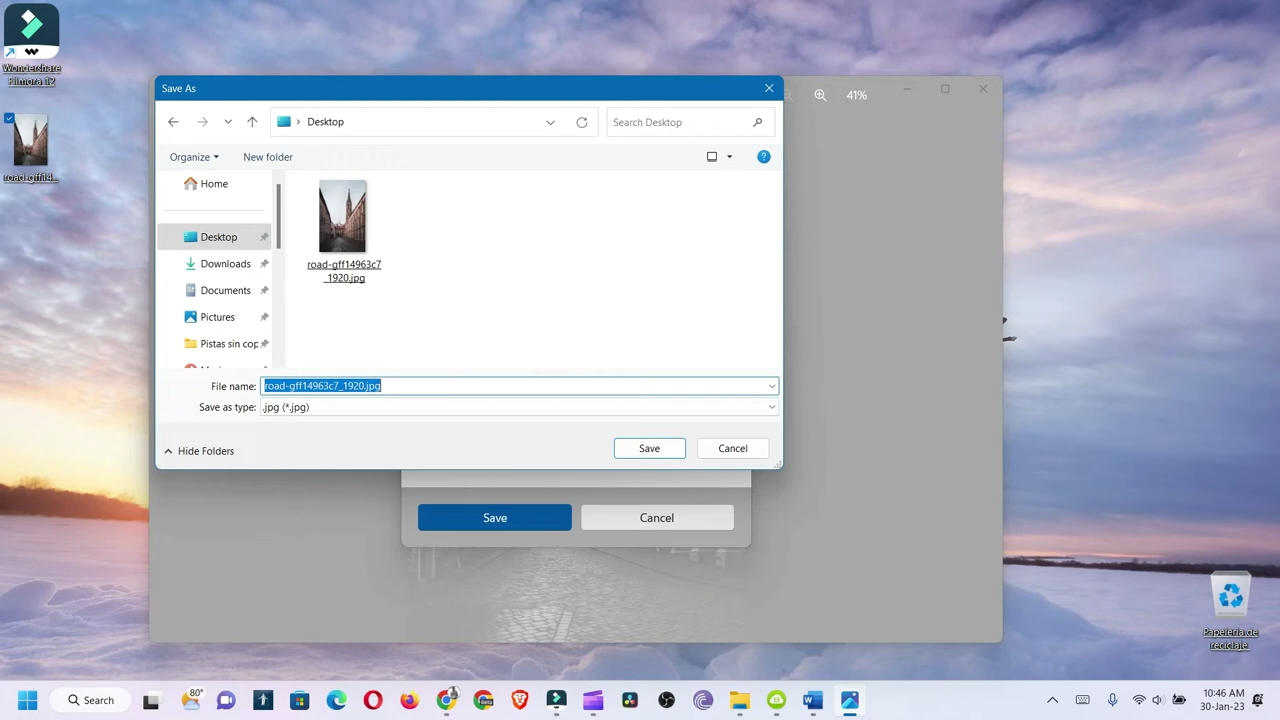 Wondershare
Filmora 12
road-gff14...
Save As
41%
Desktop
Search Desktop
Organize
New folder
Home
Desktop
Downloads
Documents
Pictures
Pistas sin cop
road-gff14963c7
_1920.jpg
File name:
road-gff14963c7_1920.jpg
Save as type:
.jpg (*.jpg)
Hide Folders
Save
Cancel
Save
Cancel
Papelería de
reciclaje
80°
Search
10:46 AM
30-Jan-23